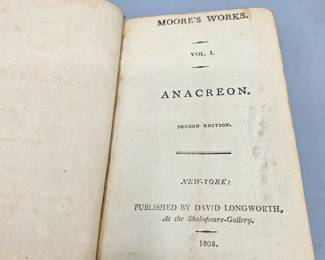 MOORE'S WORKS.
VOL. I.
ANACREON.
SECOND EDITION.
NEW-YORK:
PUBLISHED BY DAVID LONGWORTH,
At the Shakspeare-Gallery.
1808.